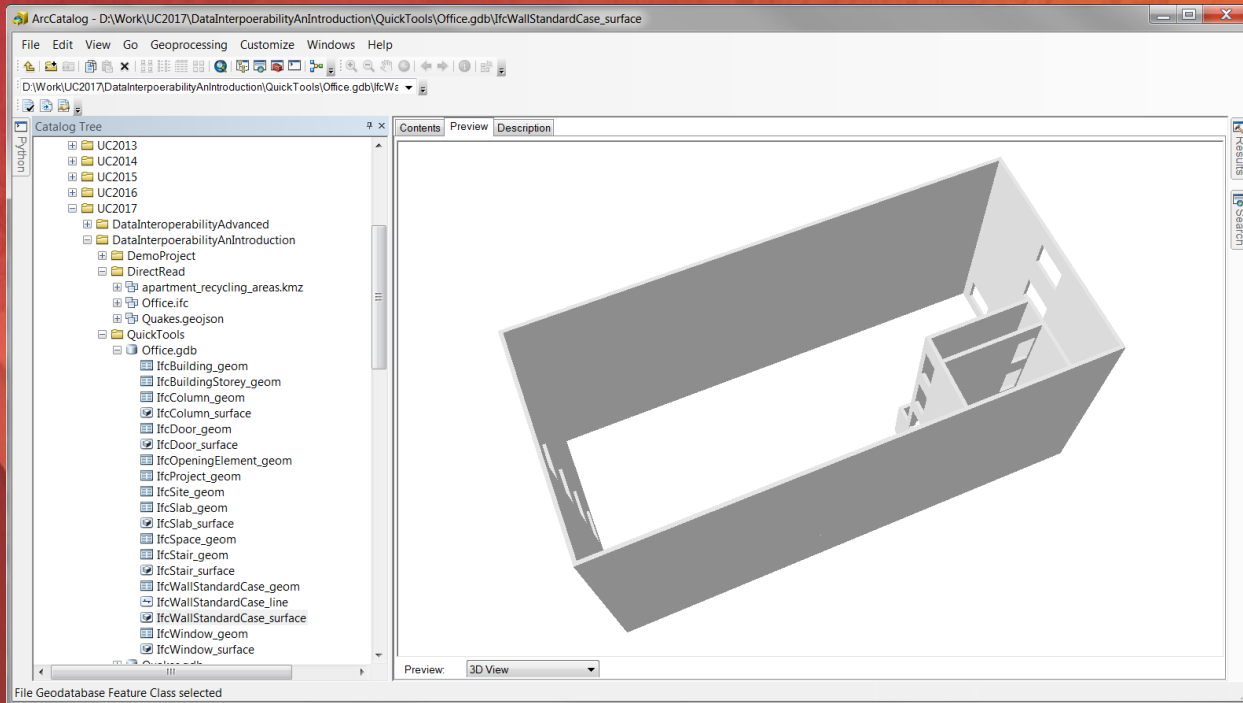 ArcCatalog - D:\Work\UC2017\DataInterpoerabilityAnIntroduction\QuickTools\Office.gdb\IfcWallStandardCase_surface
File Edit View Go Geoprocessing Customize Windows Help
D:\Work\UC2017\DataInterpoerabilityAnIntroduction\QuickTools\Office.gdb\IfcWa
Python
Catalog Tree
UC2013
UC2014
UC2015
UC2016
UC2017
DataInteroperabilityAdvanced
DataInterpoerabilityAnIntroduction
DemoProject
DirectRead
apartment_recycling_areas.kmz
Office.ifc
Quakes.geojson
QuickTools
Office.gdb
IfcBuilding_geom
IfcBuildingStorey_geom
IfcColumn_geom
IfcColumn_surface
IfcDoor_geom
IfcDoor_surface
IfcOpeningElement_geom
IfcProject_geom
IfcSite_geom
IfcSlab_geom
IfcSlab_surface
IfcSpace_geom
IfcStair_geom
IfcStair_surface
IfcWallStandardCase_geom
IfcWallStandardCase_line
IfcWallStandardCase_surface
IfcWindow_geom
IfcWindow_surface
Contents Preview Description
Preview: 3D View
Results
Search
File Geodatabase Feature Class selected